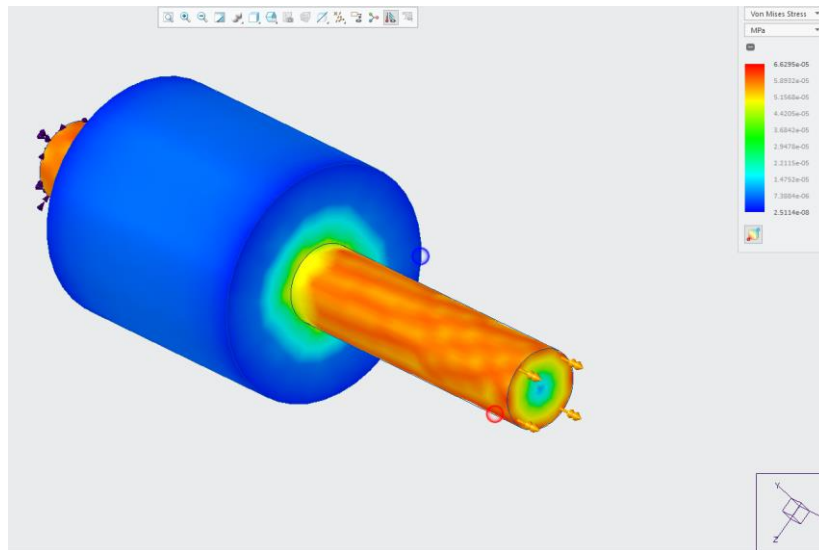 Von Mises Stress
MPa
6.6295e-05
5.8932e-05
5.1568e-05
4.4205e-05
3.6842e-05
2.9478e-05
2.2115e-05
1.4752e-05
7.3884e-06
2.5114e-08
Y
Z